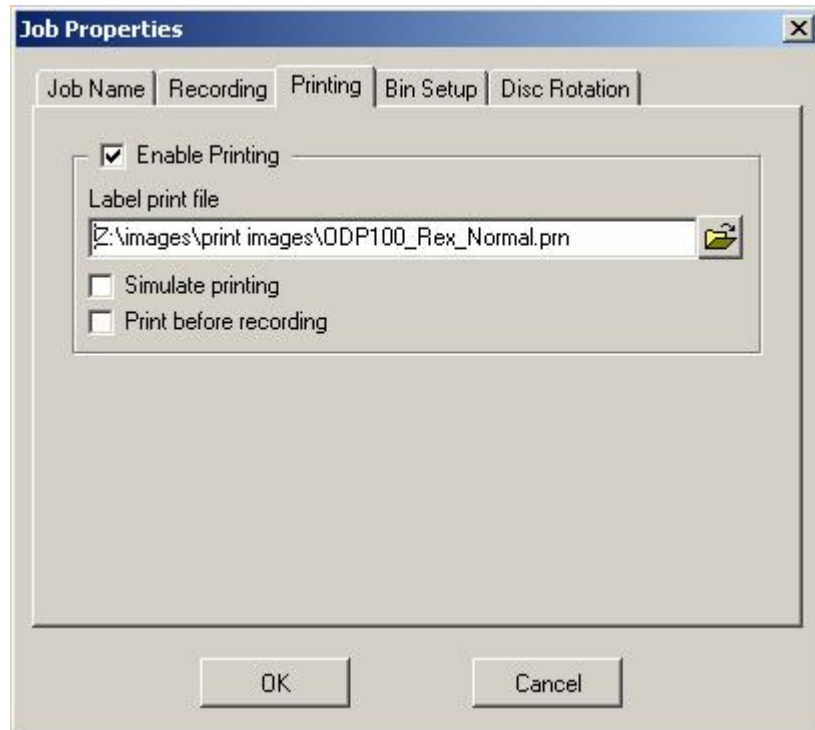 Job Properties
Job Name Recording Printing Bin Setup Disc Rotation
Enable Printing
Label print file
Z:\images\print images\ODP100_Rex_Normal.prn
Simulate printing
Print before recording
OK Cancel